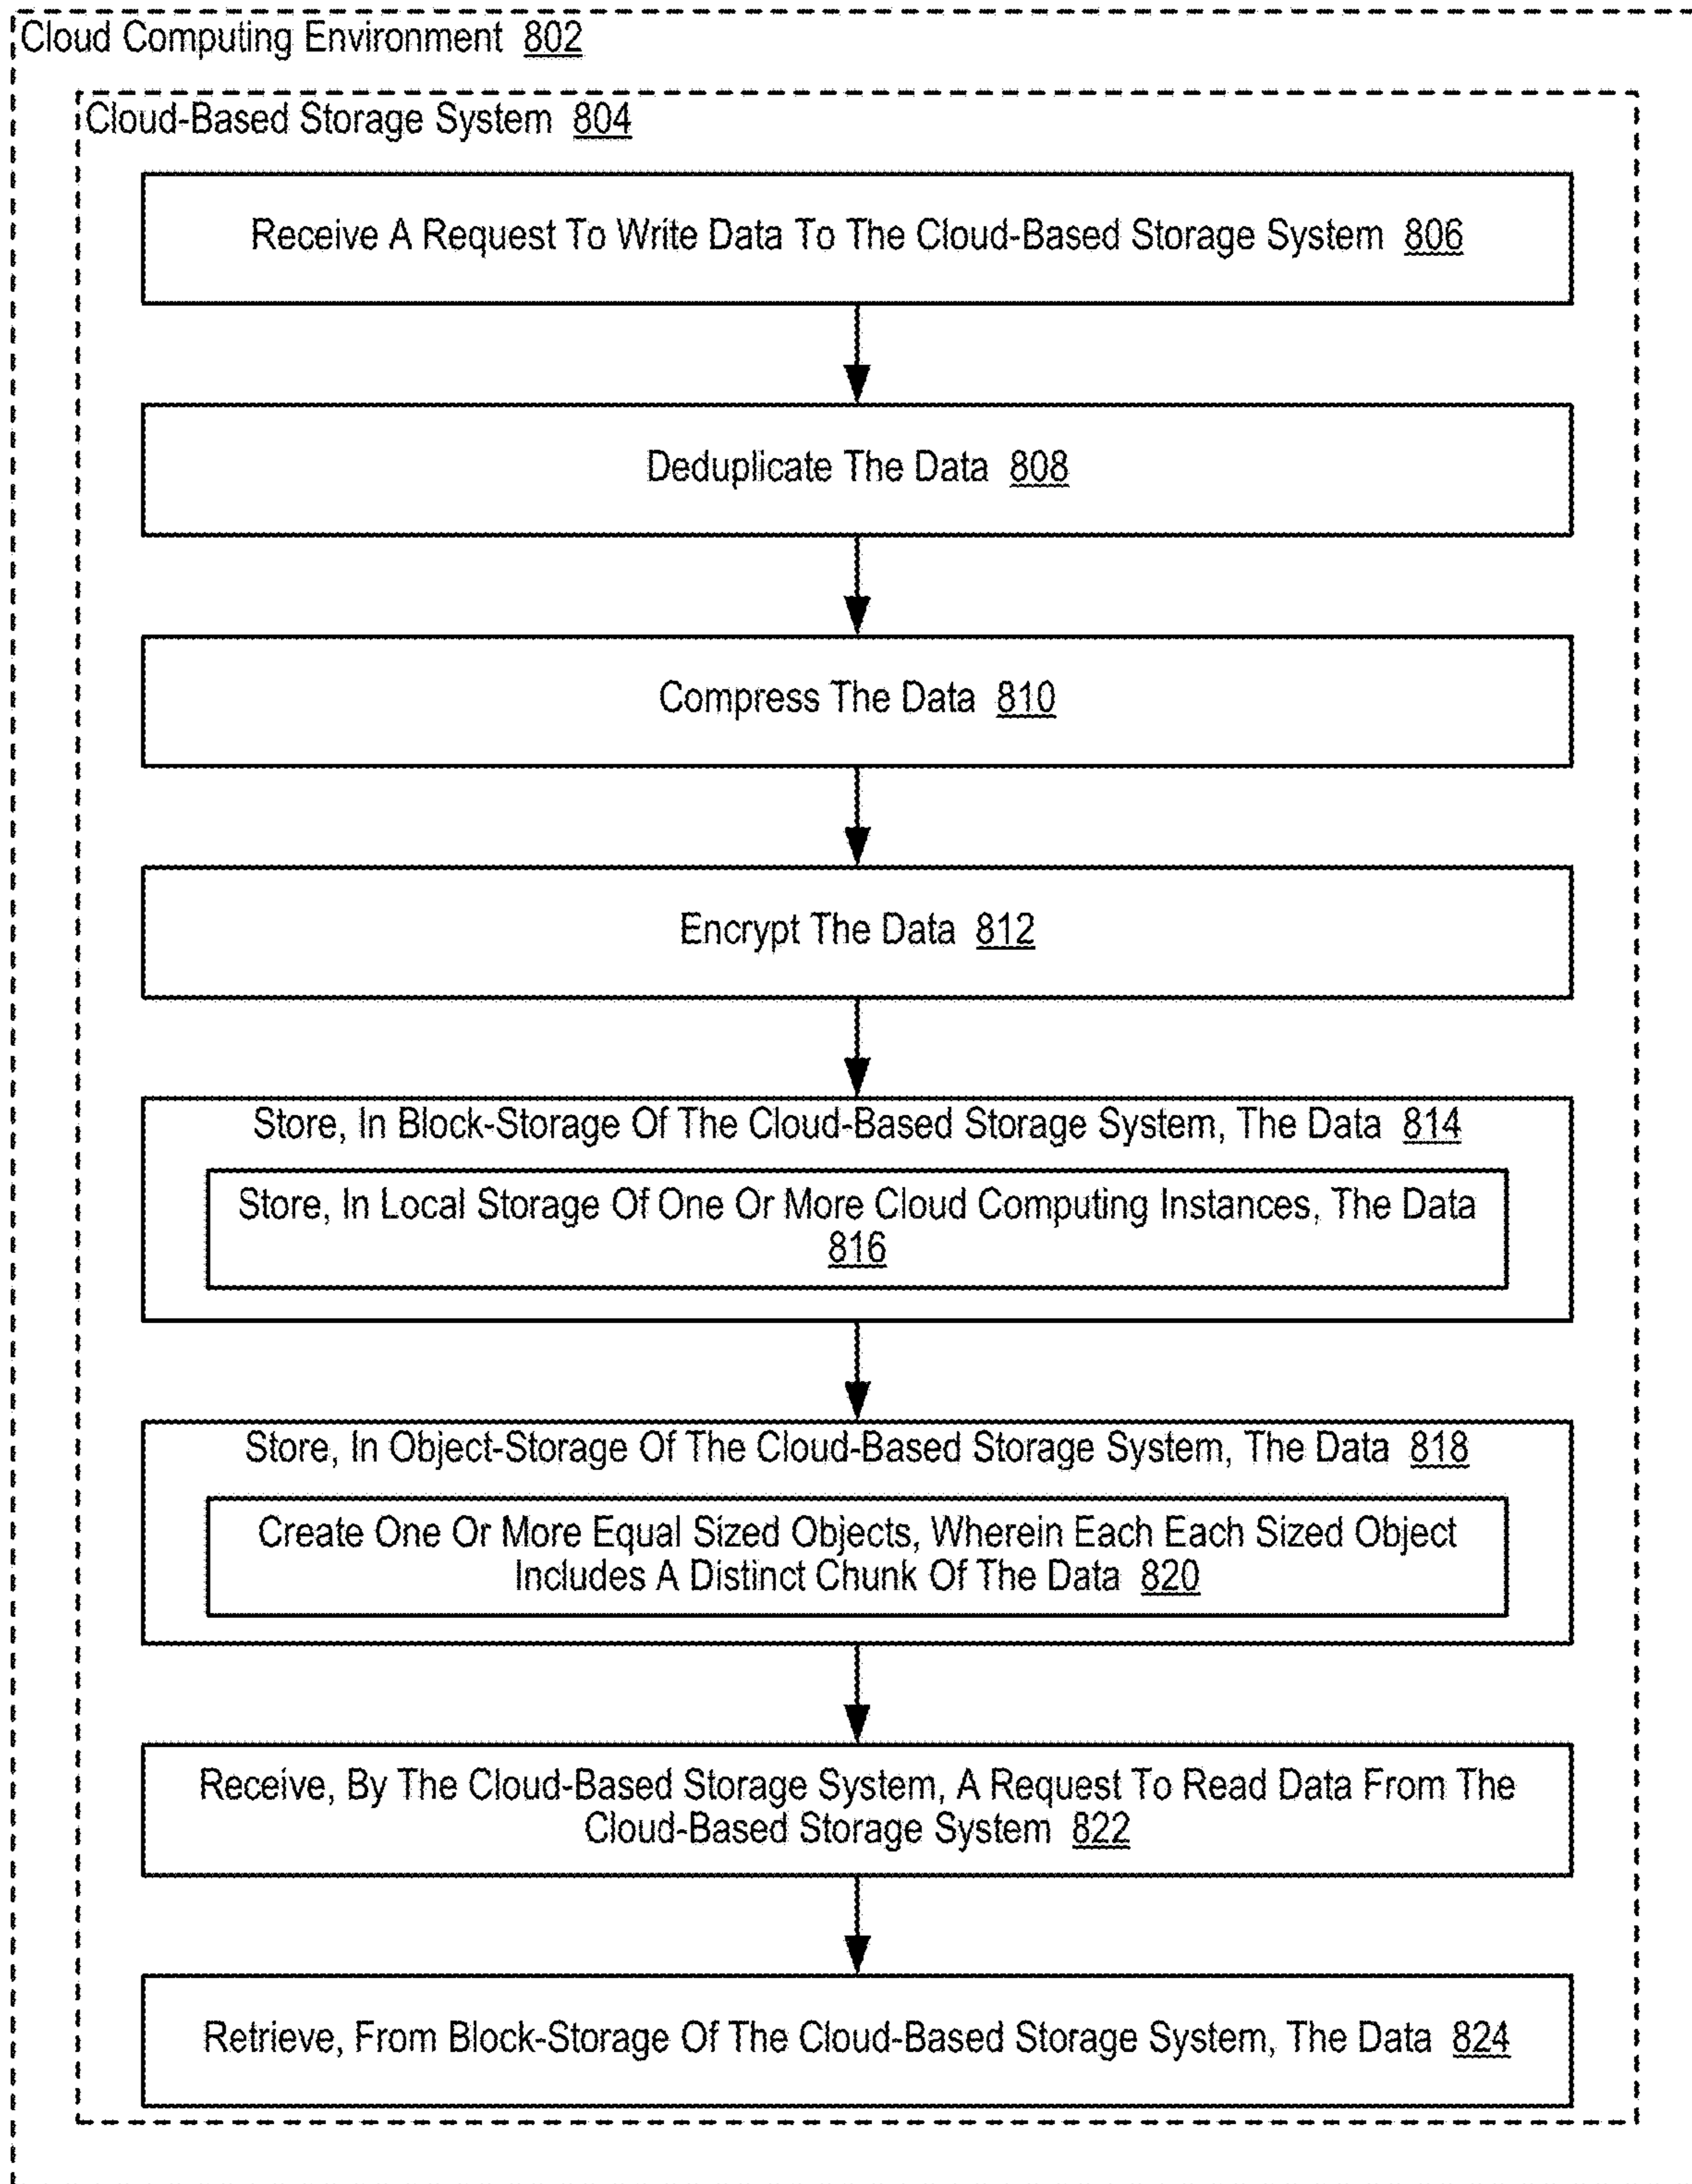 Cloud Computing Environment 802
Cloud-Based Storage System 804
Receive A Request To Write Data To The Cloud-Based Storage System 806
Deduplicate The Data 808
Compress The Data 810
Encrypt The Data 812
Store, In Block-Storage Of The Cloud-Based Storage System, The Data 814
Store, In Local Storage Of One Or More Cloud Computing Instances, The Data
816
Store, In Object-Storage Of The Cloud-Based Storage System, The Data 818
Create One Or More Equal Sized Objects, Wherein Each Each Sized Object
Includes A Distinct Chunk Of The Data 820
Receive, By The Cloud-Based Storage System, A Request To Read Data From The
Cloud-Based Storage System 822
Retrieve, From Block-Storage Of The Cloud-Based Storage System, The Data 824